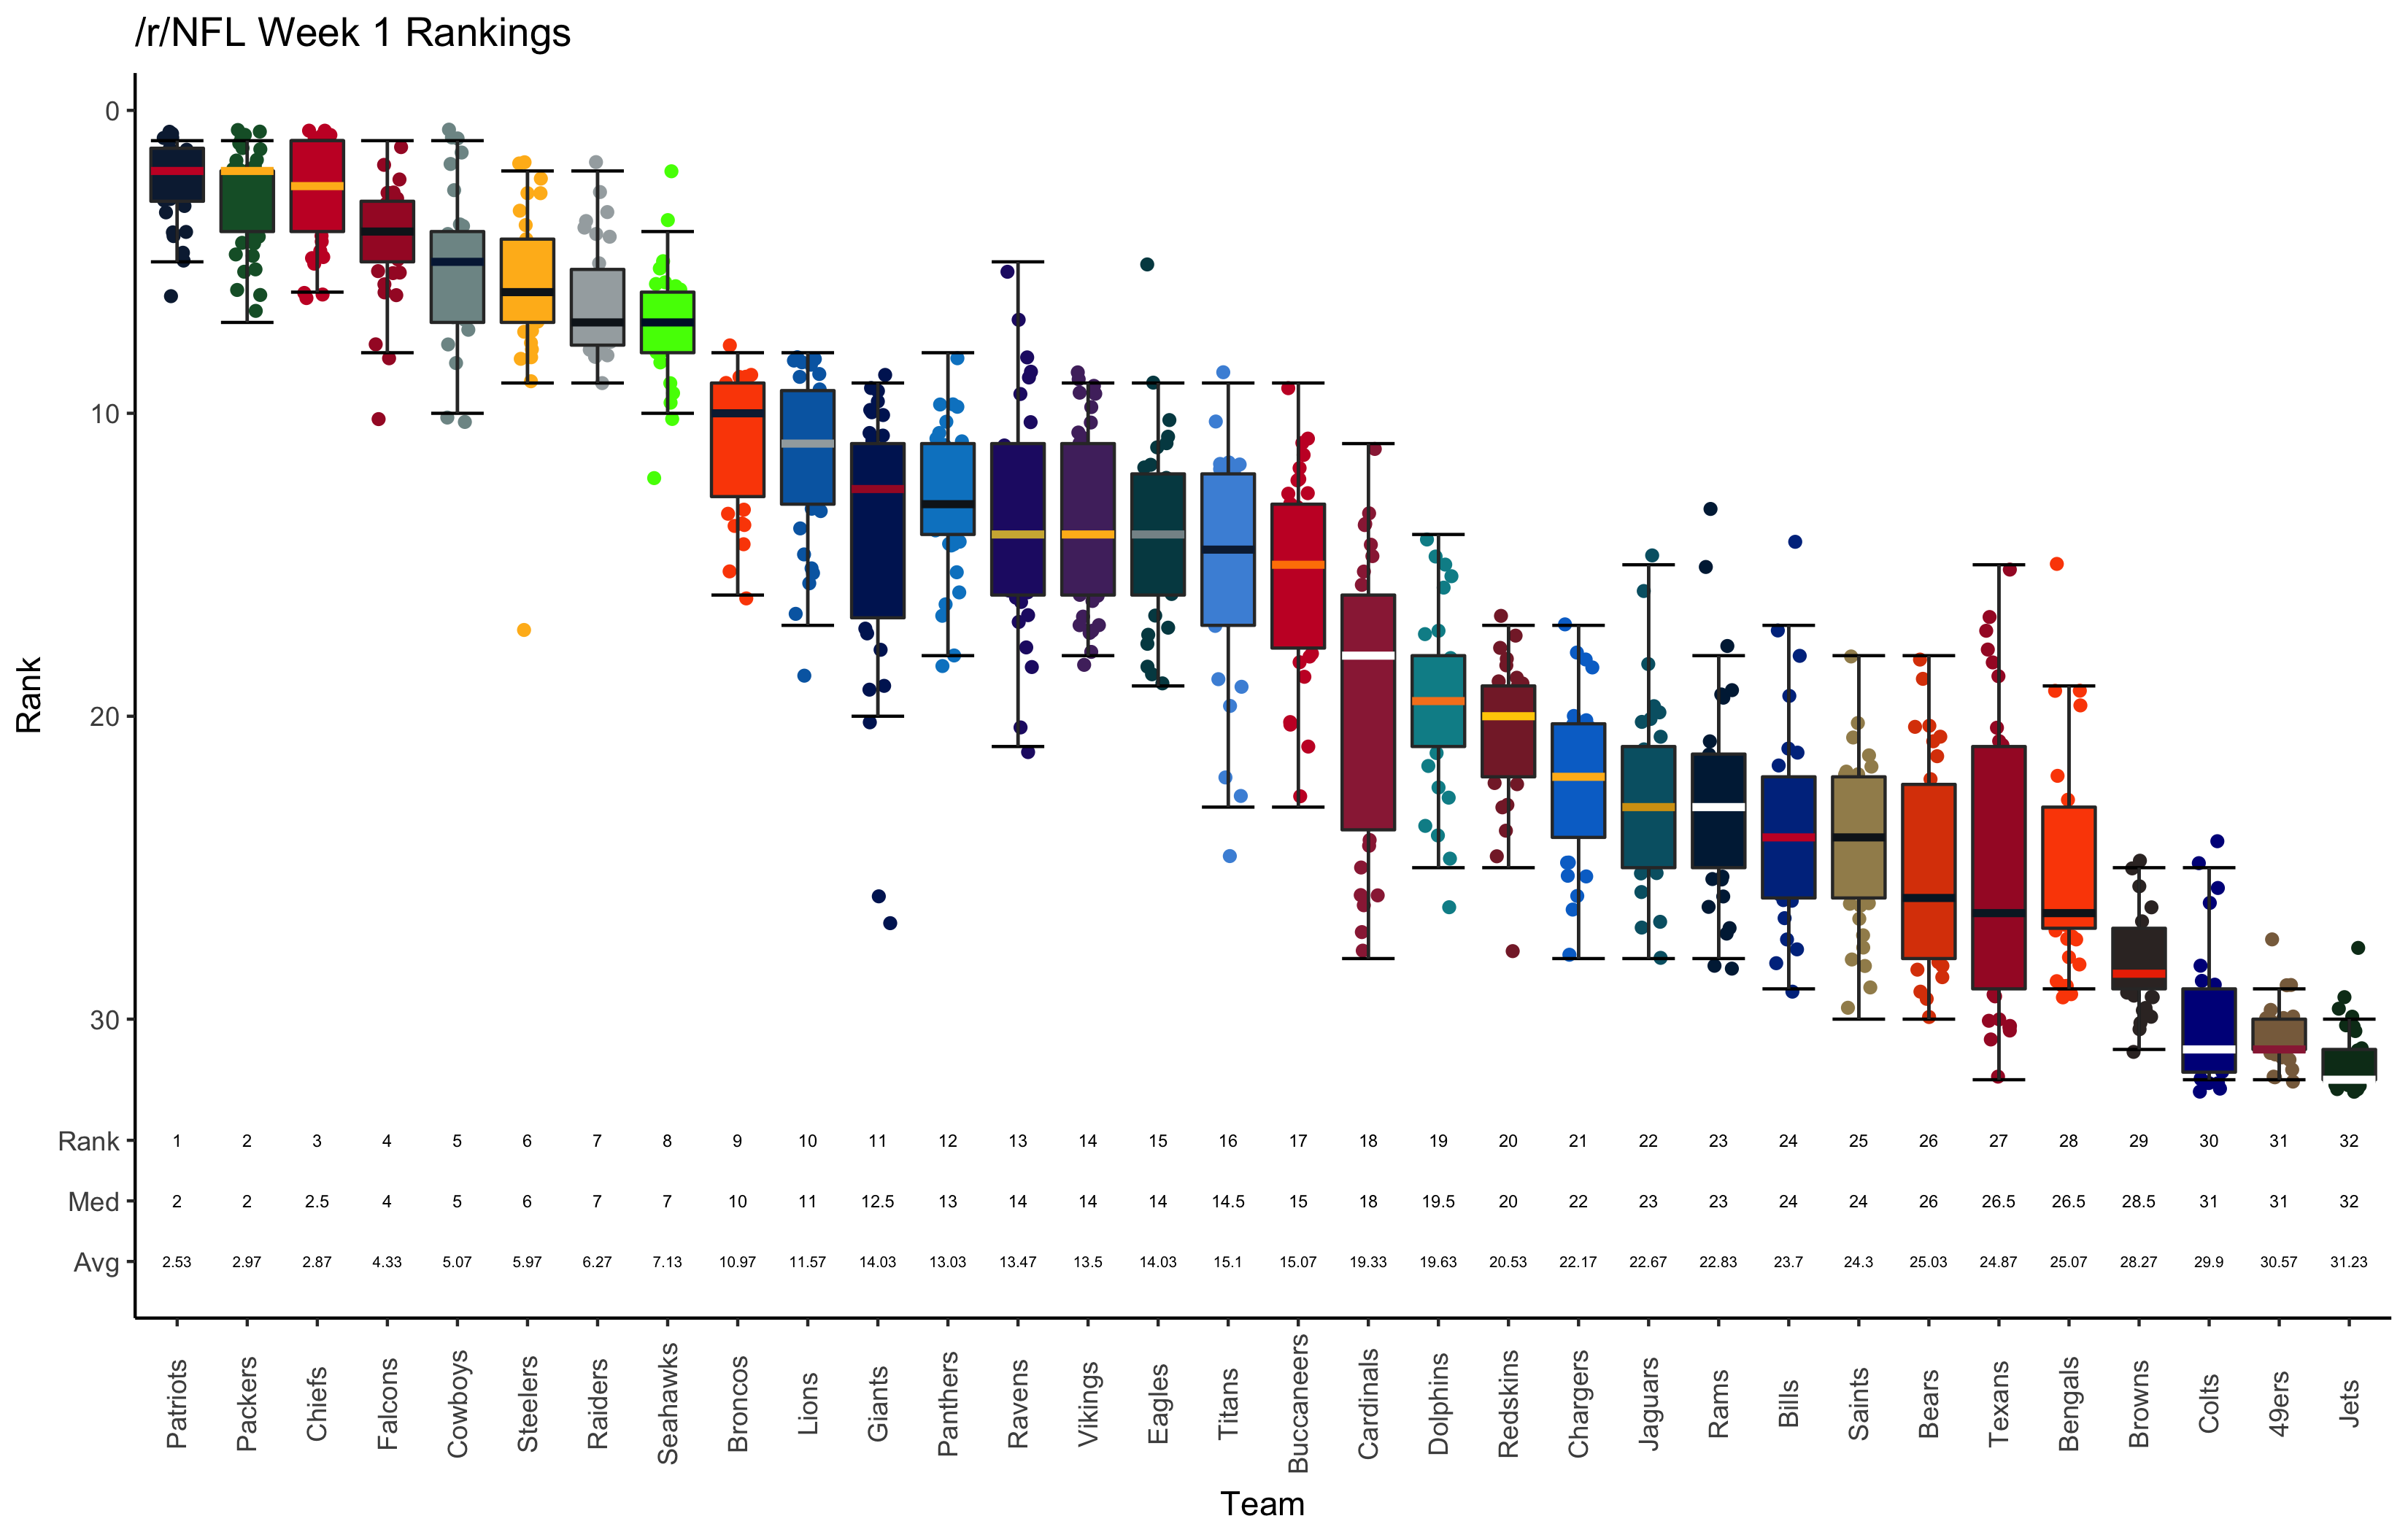 /r/NFL Week 1 Rankings
Rank
0
10
20
30
Rank 1 2 3 4 5 6 7 8 9 10 11 12 13 14 15 16 17 18 19 20 21 22 23 24 25 26 27 28 29 30 31 32
Med 2 2 2.5 4 5 6 7 7 10 11 12.5 13 14 14 14 14.5 15 18 19.5 20 22 23 23 24 24 26 26.5 26.5 28.5 31 31 32
Avg 2.53 2.97 2.87 4.33 5.07 5.97 6.27 7.13 10.97 11.57 14.03 13.03 13.47 13.5 14.03 15.1 15.07 19.33 19.63 20.53 22.17 22.67 22.83 23.7 24.3 25.03 24.87 25.07 28.27 29.9 30.57 31.23
Patriots Packers Chiefs Falcons Cowboys Steelers Raiders Seahawks Broncos Lions Giants Panthers Ravens Vikings Eagles Titans Buccaneers Cardinals Dolphins Redskins Chargers Jaguars Rams Bills Saints Bears Texans Bengals Browns Colts 49ers Jets
Team